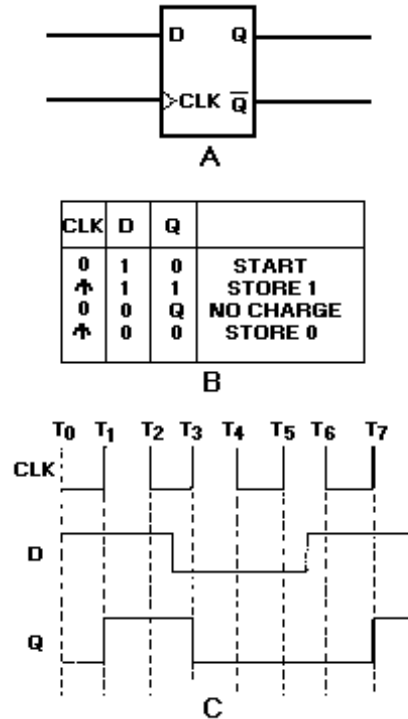 D Q
CLK Q̅
A
CLK D Q
0 1 0 START
↑ 1 1 STORE 1
0 0 Q NO CHARGE
↑ 0 0 STORE 0
B
T0 T1 T2 T3 T4 T5 T6 T7
CLK
D
Q
C